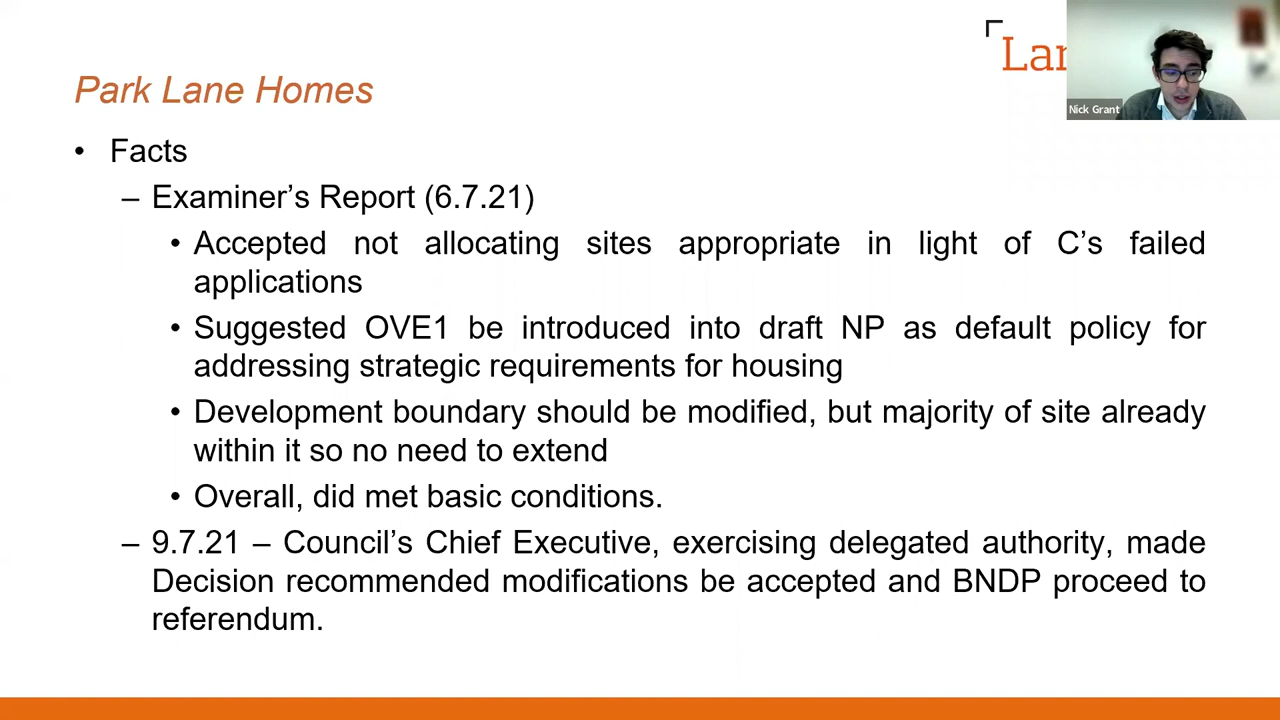 Lan
Nick Grant
Park Lane Homes
• Facts
– Examiner’s Report (6.7.21)
• Accepted not allocating sites appropriate in light of C’s failed
applications
• Suggested OVE1 be introduced into draft NP as default policy for
addressing strategic requirements for housing
• Development boundary should be modified, but majority of site already
within it so no need to extend
• Overall, did met basic conditions.
– 9.7.21 – Council’s Chief Executive, exercising delegated authority, made
Decision recommended modifications be accepted and BNDP proceed to
referendum.